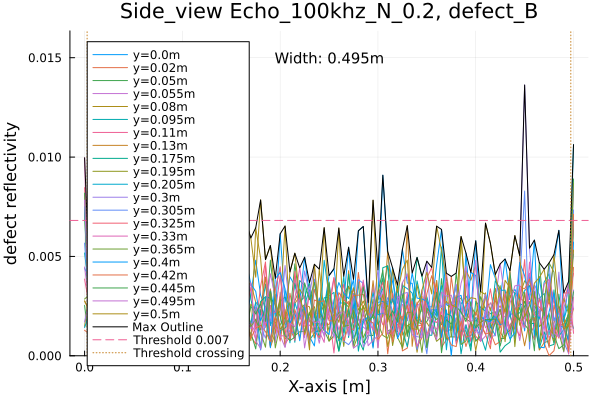 Side_view Echo_100khz_N_0.2, defect_B
Width: 0.495m
y=0.0m
y=0.02m
y=0.05m
y=0.055m
y=0.08m
y=0.095m
y=0.11m
y=0.13m
y=0.175m
y=0.195m
y=0.205m
y=0.3m
y=0.305m
y=0.325m
y=0.33m
y=0.365m
y=0.4m
y=0.42m
y=0.445m
y=0.495m
y=0.5m
Max Outline
Threshold 0.007
Threshold crossing
defect reflectivity
0.015
0.010
0.005
0.000
0.0
0.1
0.2
0.3
0.4
0.5
X-axis [m]